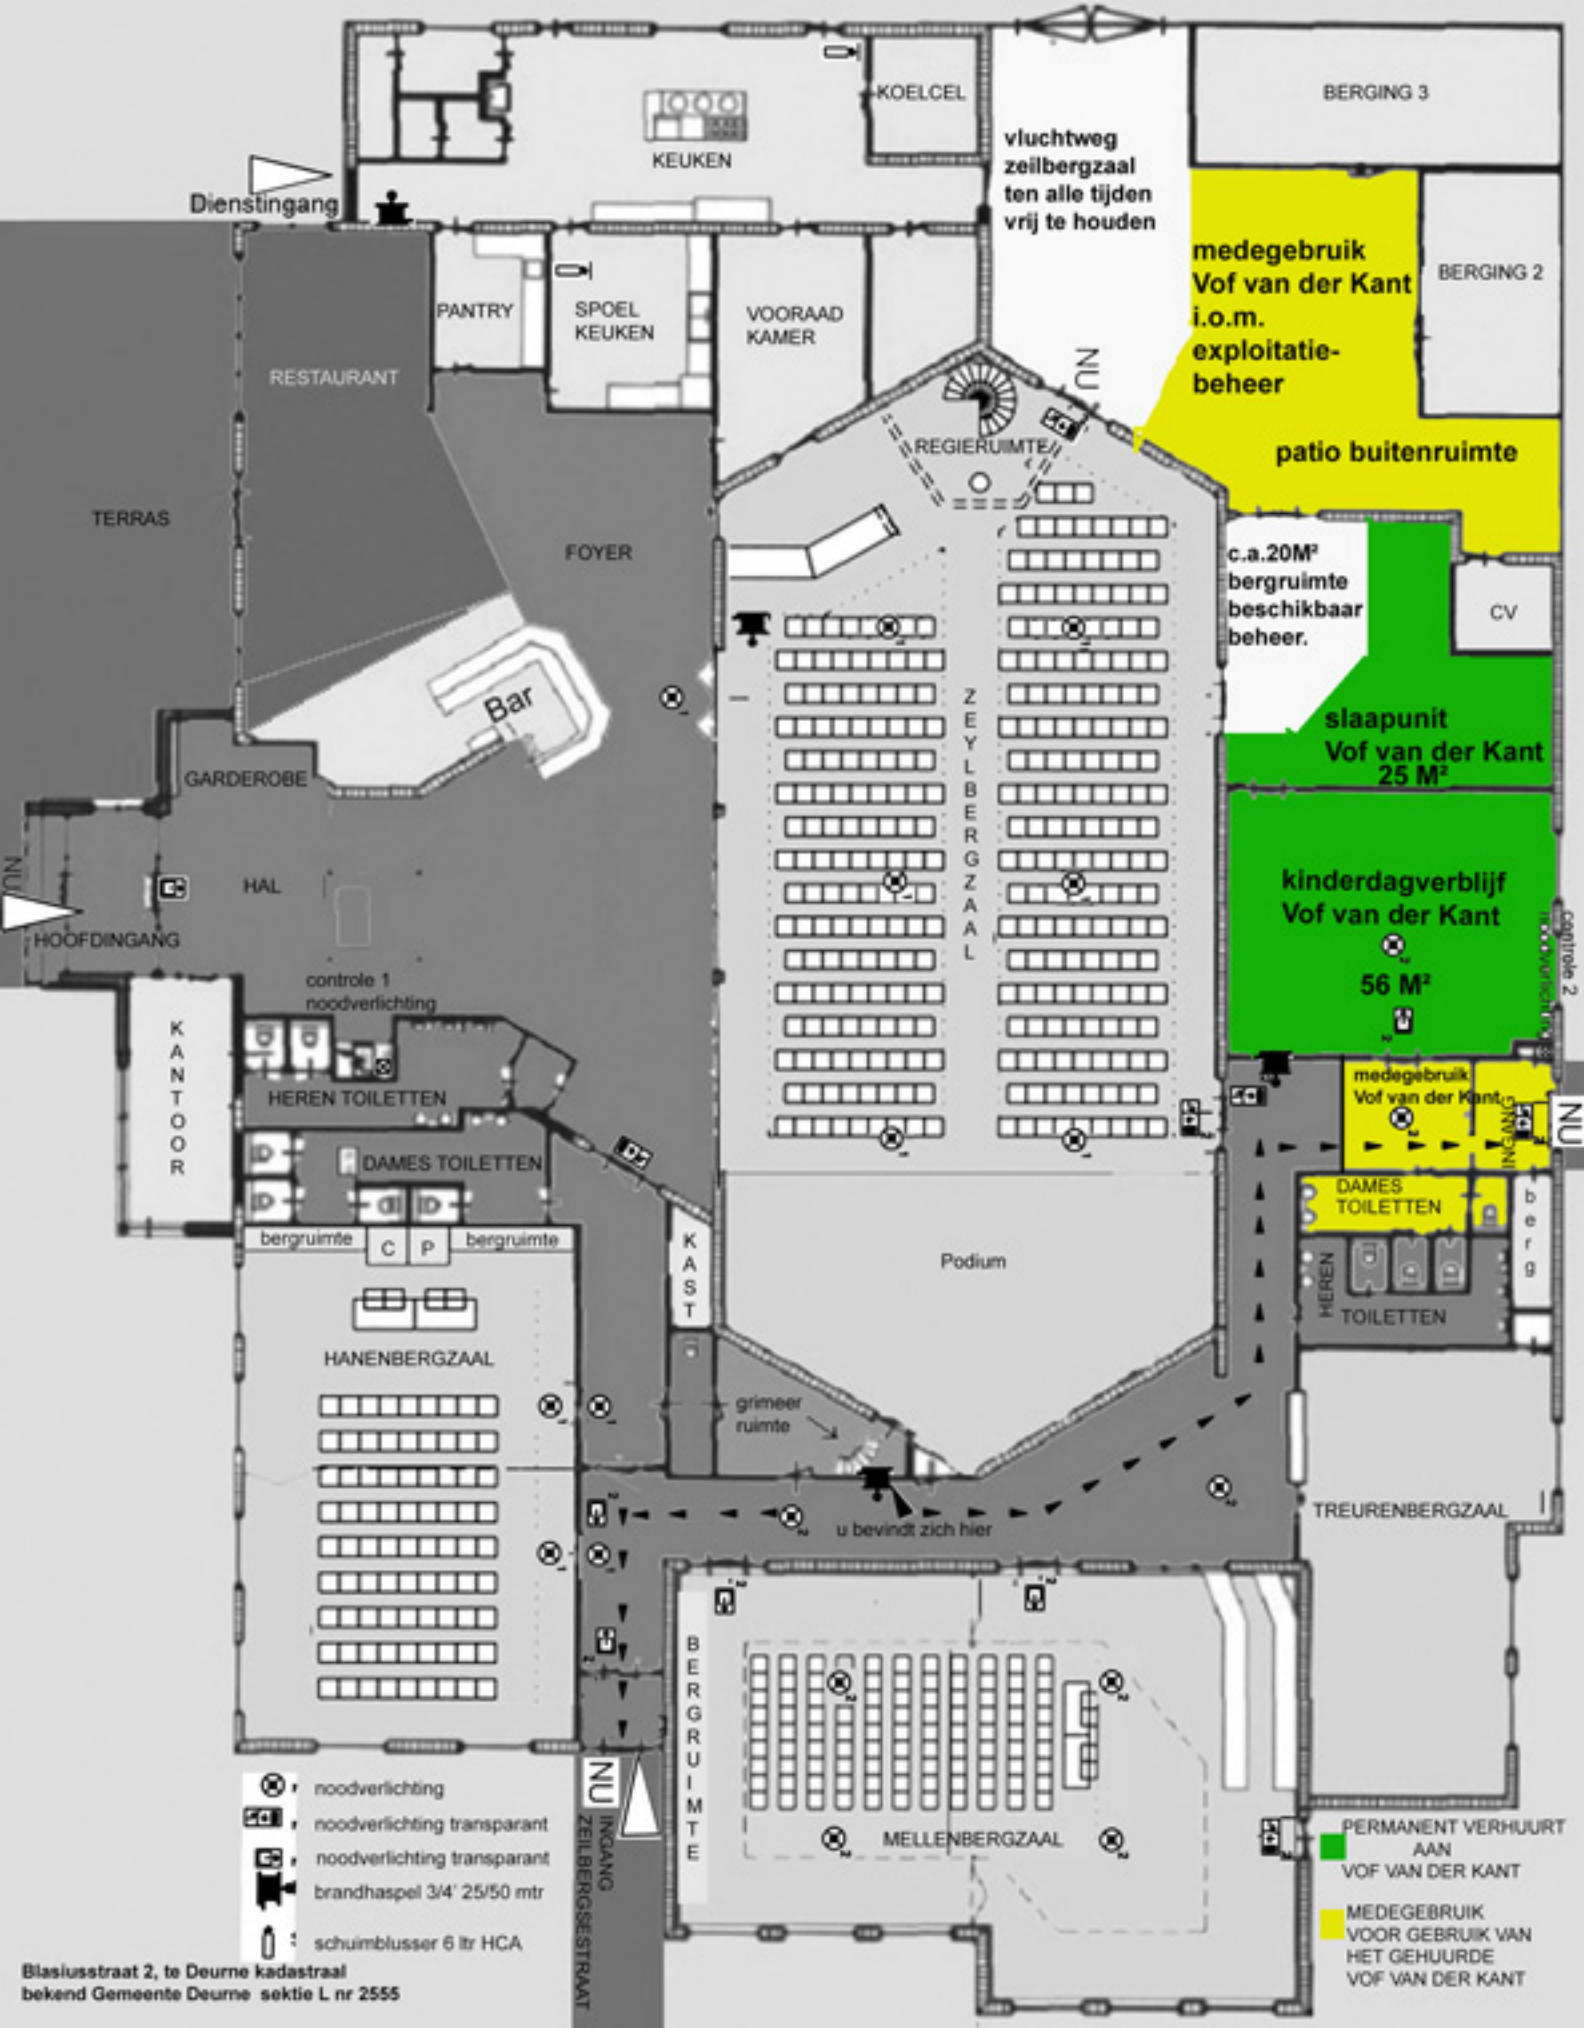 BERGING 3
KOELCEL
KEUKEN
vluchtweg
zeilbergzaal
ten alle tijden
vrij te houden
Dienstingang
medegebruik
Vof van der Kant
i.o.m.
exploitatie-
beheer
BERGING 2
PANTRY
SPOEL
KEUKEN
VOORAAD
KAMER
NU
RESTAURANT
REGIERUIMTE
patio buitenruimte
TERRAS
FOYER
c.a.20M²
bergruimte
beschikbaar
beheer.
CV
Bar
ZEYLBERGZAAL
slaapunit
Vof van der Kant
25 M²
GARDEROBE
NU
HAL
HOOFDINGANG
kinderdagverblijf
Vof van der Kant
56 M²
controle 2
noodverlichting
controle 1
noodverlichting
KANTOOR
HEREN TOILETTEN
DAMES TOILETTEN
medegebruik
Vof van der Kant
INGANG
NU
DAMES
TOILETTEN
berg
HEREN
TOILETTEN
bergruimte
C
P
bergruimte
KAST
Podium
HANENBERGZAAL
grimeer
ruimte
u bevindt zich hier
TREURENBERGZAAL
BERGRUIMTE
MELLENBERGZAAL
NU
INGANG
ZEILBERGSESTRAAT
noodverlichting
noodverlichting transparant
noodverlichting transparant
brandhaspel 3/4' 25/50 mtr
schuimblusser 6 ltr HCA
PERMANENT VERHUURT
AAN
VOF VAN DER KANT
MEDEGEBRUIK
VOOR GEBRUIK VAN
HET GEHUURDE
VOF VAN DER KANT
Blasiusstraat 2, te Deurne kadastraal
bekend Gemeente Deurne sektie L nr 2555